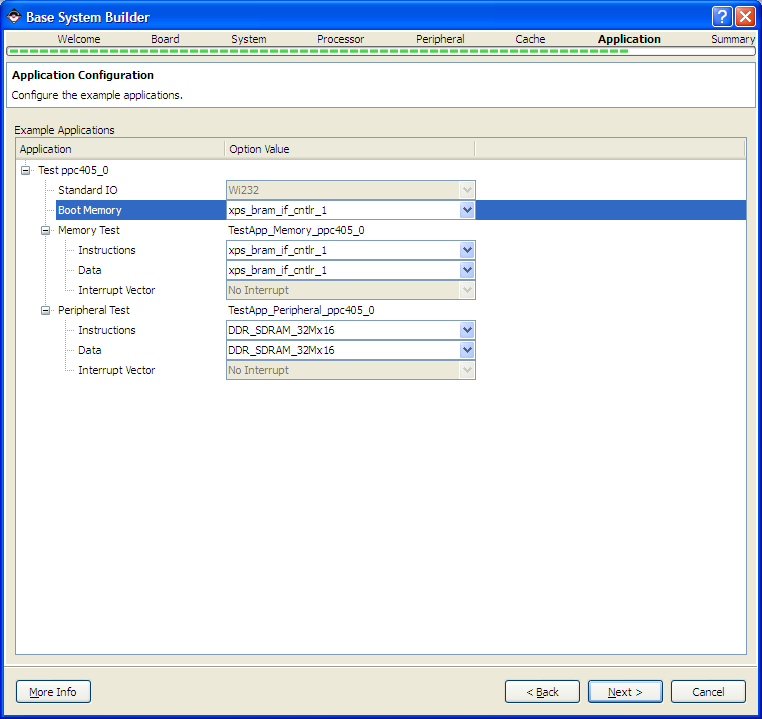 Base System Builder
Welcome Board System Processor Peripheral Cache Application Summary
Application Configuration
Configure the example applications.
Example Applications
Application Option Value
Test ppc405_0
Standard IO Wi232
Boot Memory xps_bram_if_cntlr_1
Memory Test TestApp_Memory_ppc405_0
Instructions xps_bram_if_cntlr_1
Data xps_bram_if_cntlr_1
Interrupt Vector No Interrupt
Peripheral Test TestApp_Peripheral_ppc405_0
Instructions DDR_SDRAM_32Mx16
Data DDR_SDRAM_32Mx16
Interrupt Vector No Interrupt
More Info < Back Next > Cancel